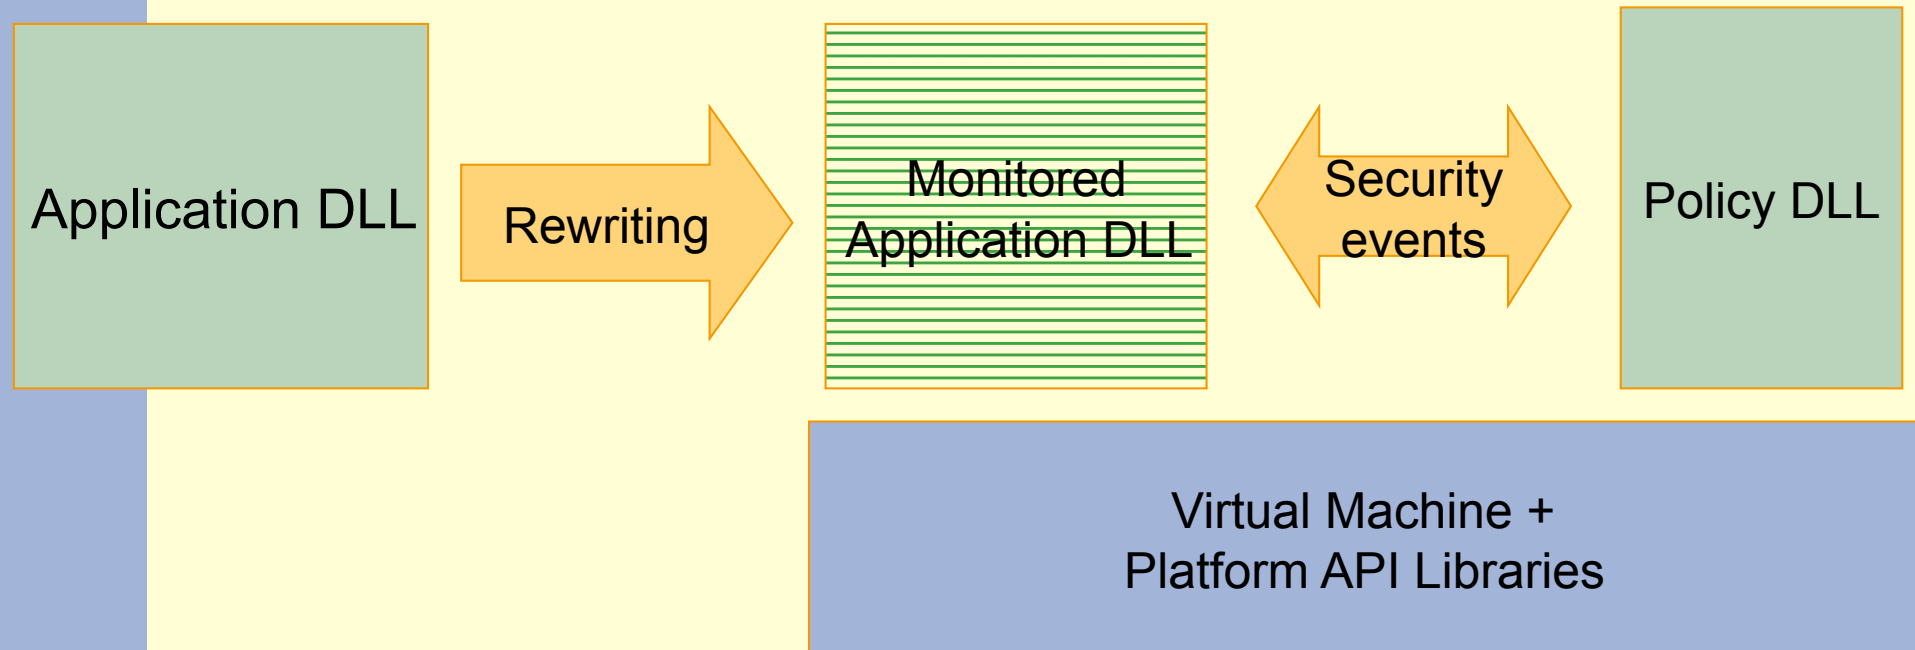 Application DLL
Rewriting
Monitored
Application DLL
Security
events
Policy DLL
Virtual Machine +
Platform API Libraries